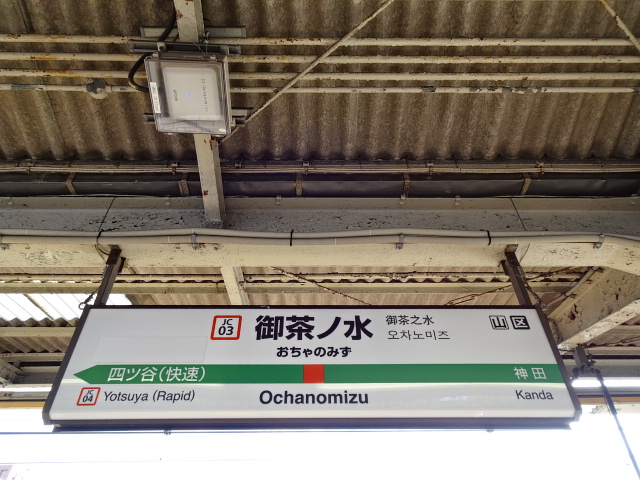 JC
03
御茶ノ水
御茶之水
오차노미즈
山 区
おちゃのみず
四ツ谷(快速)
神田
JC
04
Yotsuya (Rapid)
Ochanomizu
Kanda